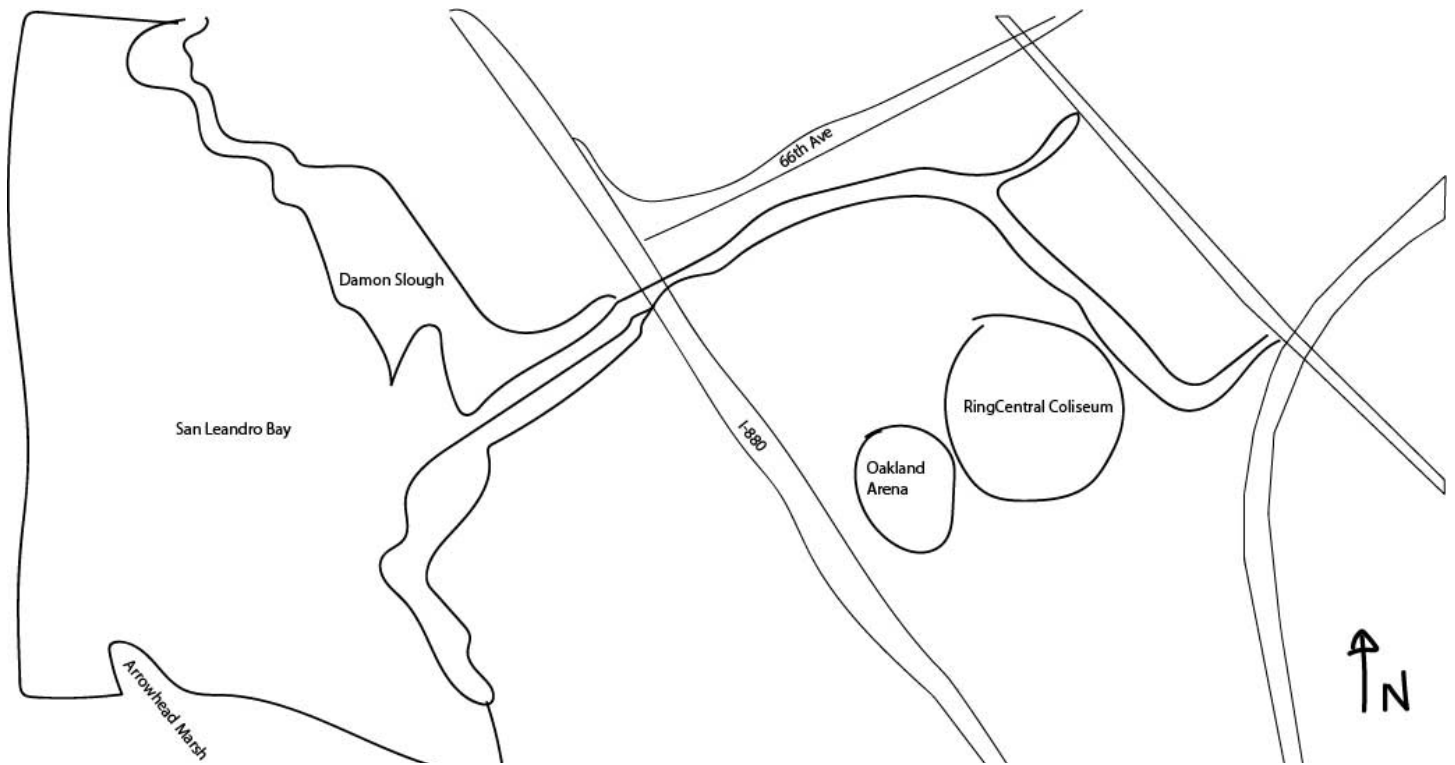 66th Ave
Damon Slough
San Leandro Bay
RingCentral Coliseum
I-880
Oakland
Arena
Arrowhead Marsh
N